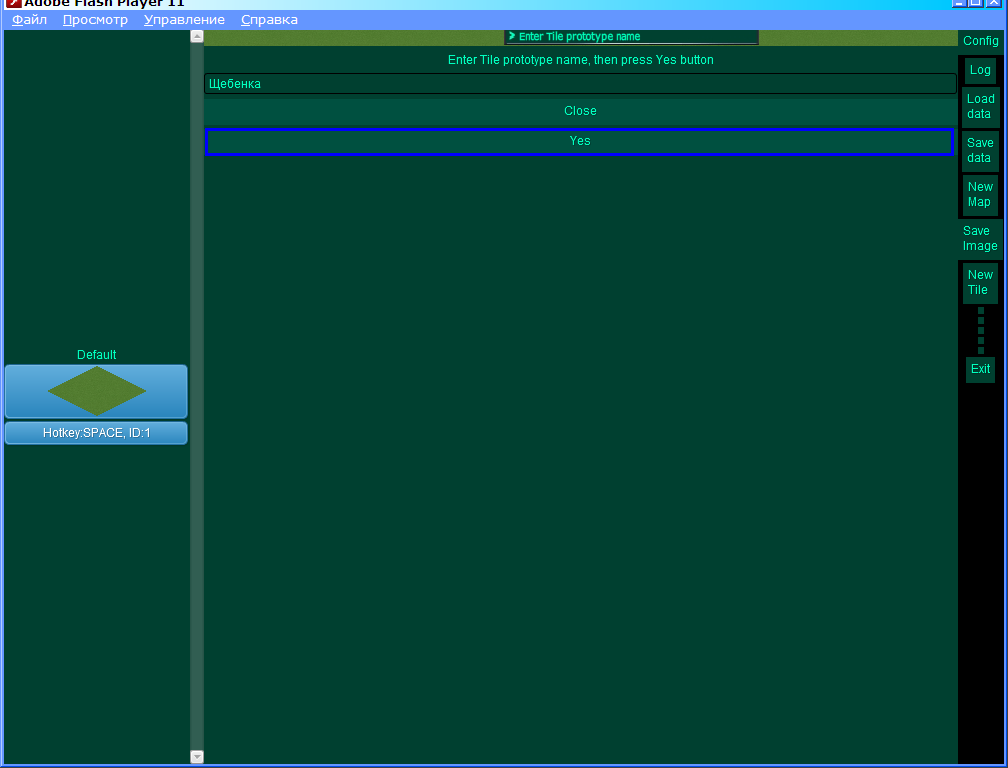 Adobe Flash Player 11
Файл Просмотр Управление Справка
Enter Tile prototype name
Enter Tile prototype name, then press Yes button
Щебенка
Close
Yes
Default
Hotkey:SPACE, ID:1
Config
Log
Load
data
Save
data
New
Map
Save
Image
New
Tile
Exit